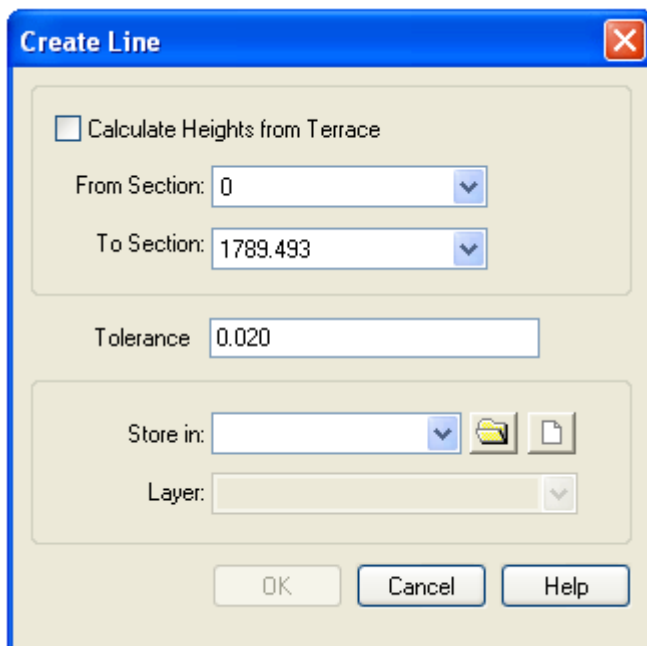 Create Line
Calculate Heights from Terrace
From Section: 0
To Section: 1789.493
Tolerance 0.020
Store in:
Layer:
OK Cancel Help